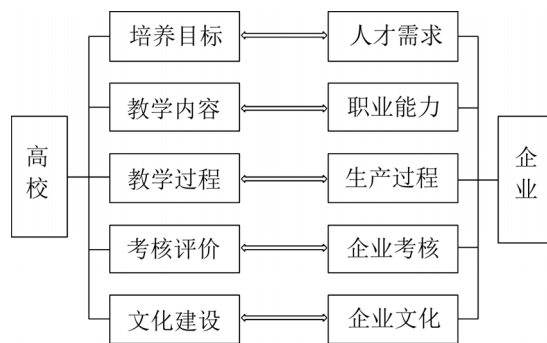 培养目标
人才需求
教学内容
职业能力
高校
教学过程
生产过程
企业
考核评价
企业考核
文化建设
企业文化